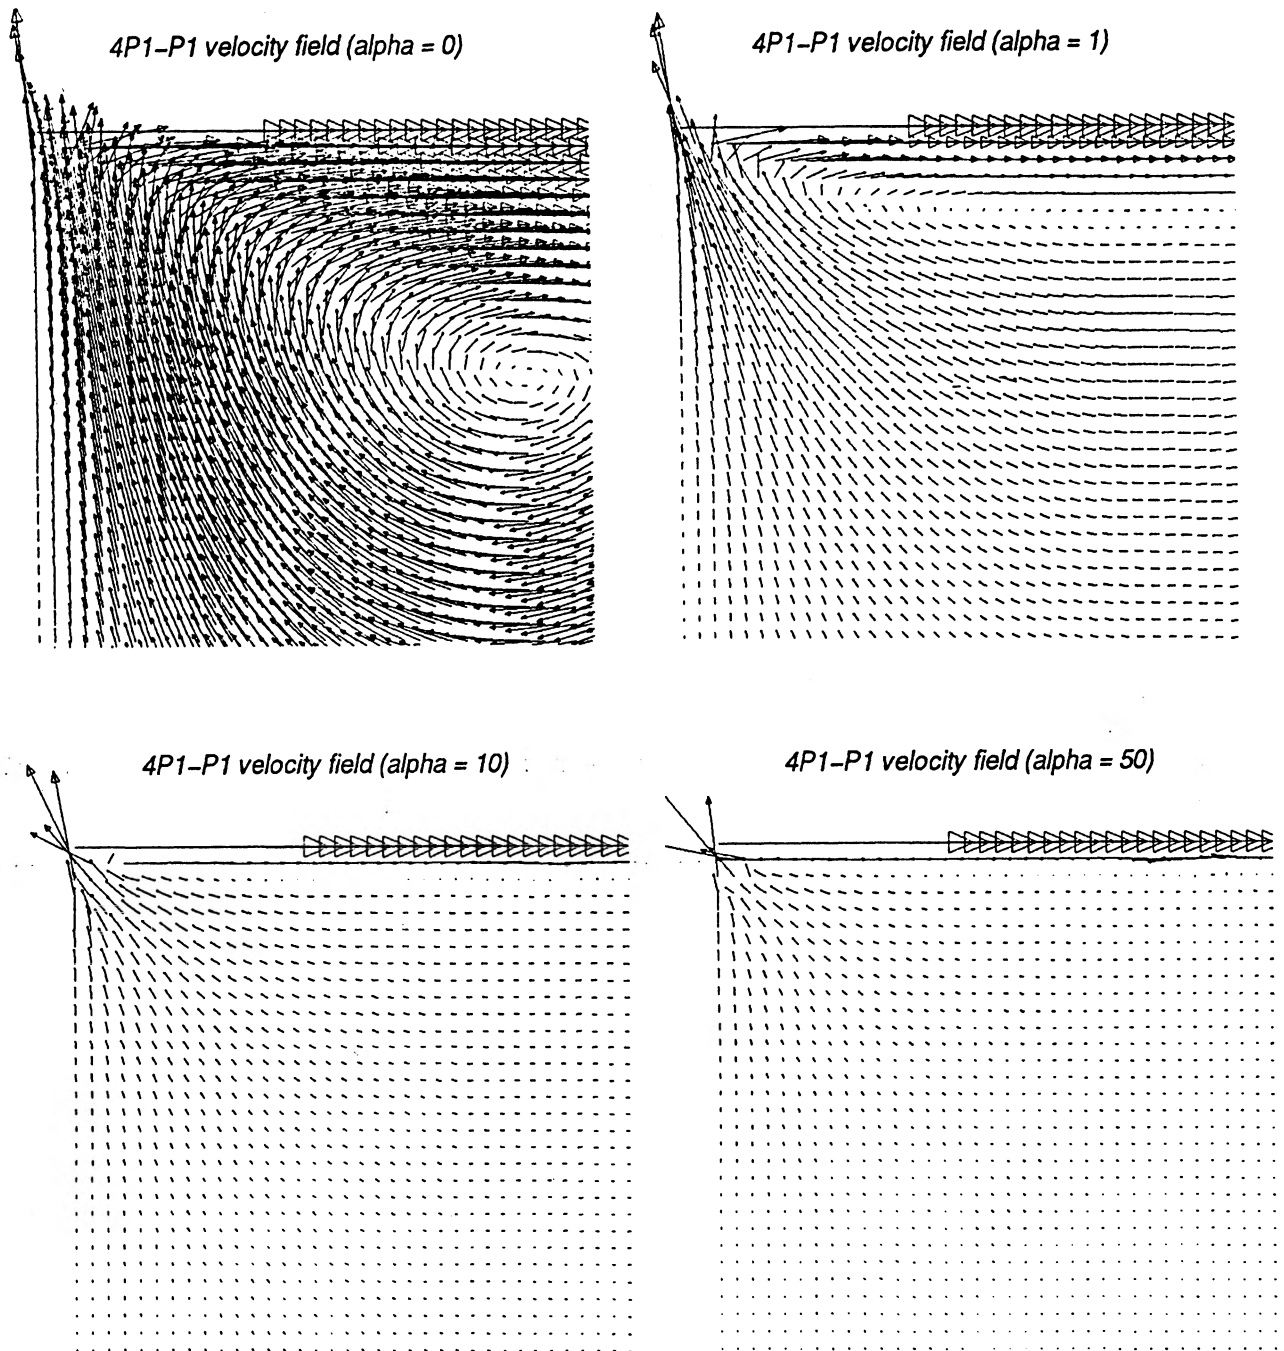 4P1–P1 velocity field (alpha = 0)
4P1–P1 velocity field (alpha = 1)
4P1–P1 velocity field (alpha = 10)
4P1–P1 velocity field (alpha = 50)